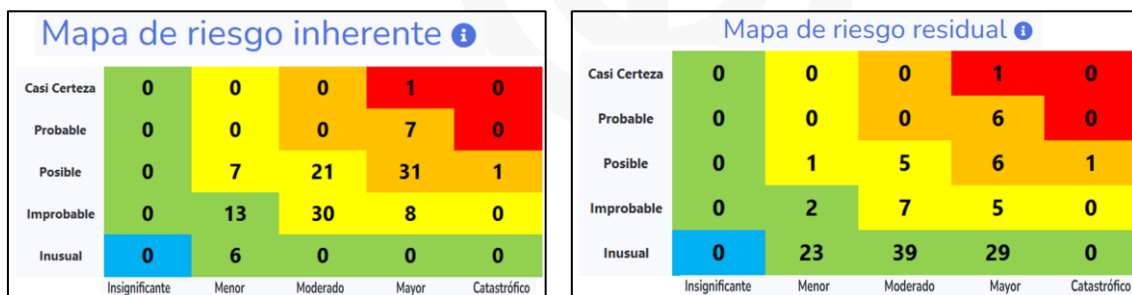 Mapa de riesgo inherente
Casi Certeza 0 0 0 1 0
Probable 0 0 0 7 0
Posible 0 7 21 31 1
Improbable 0 13 30 8 0
Inusual 0 6 0 0 0
Insignificante Menor Moderado Mayor Catastrófico
Mapa de riesgo residual
Casi Certeza 0 0 0 1 0
Probable 0 0 0 6 0
Posible 0 1 5 6 1
Improbable 0 2 7 5 0
Inusual 0 23 39 29 0
Insignificante Menor Moderado Mayor Catastrófico